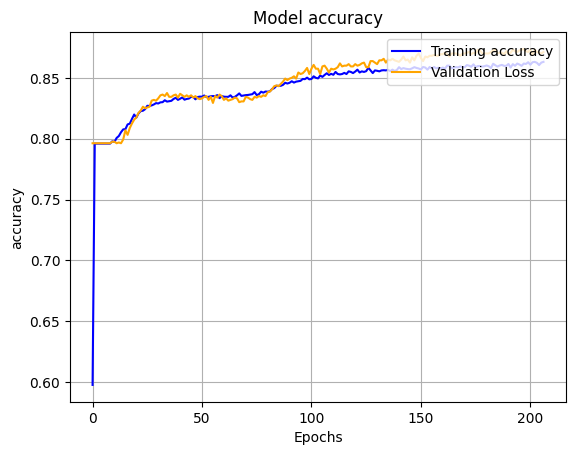 Model accuracy
Training accuracy
Validation Loss
0.85
0.80
0.75
0.70
0.65
0.60
accuracy
0
50
100
150
200
Epochs